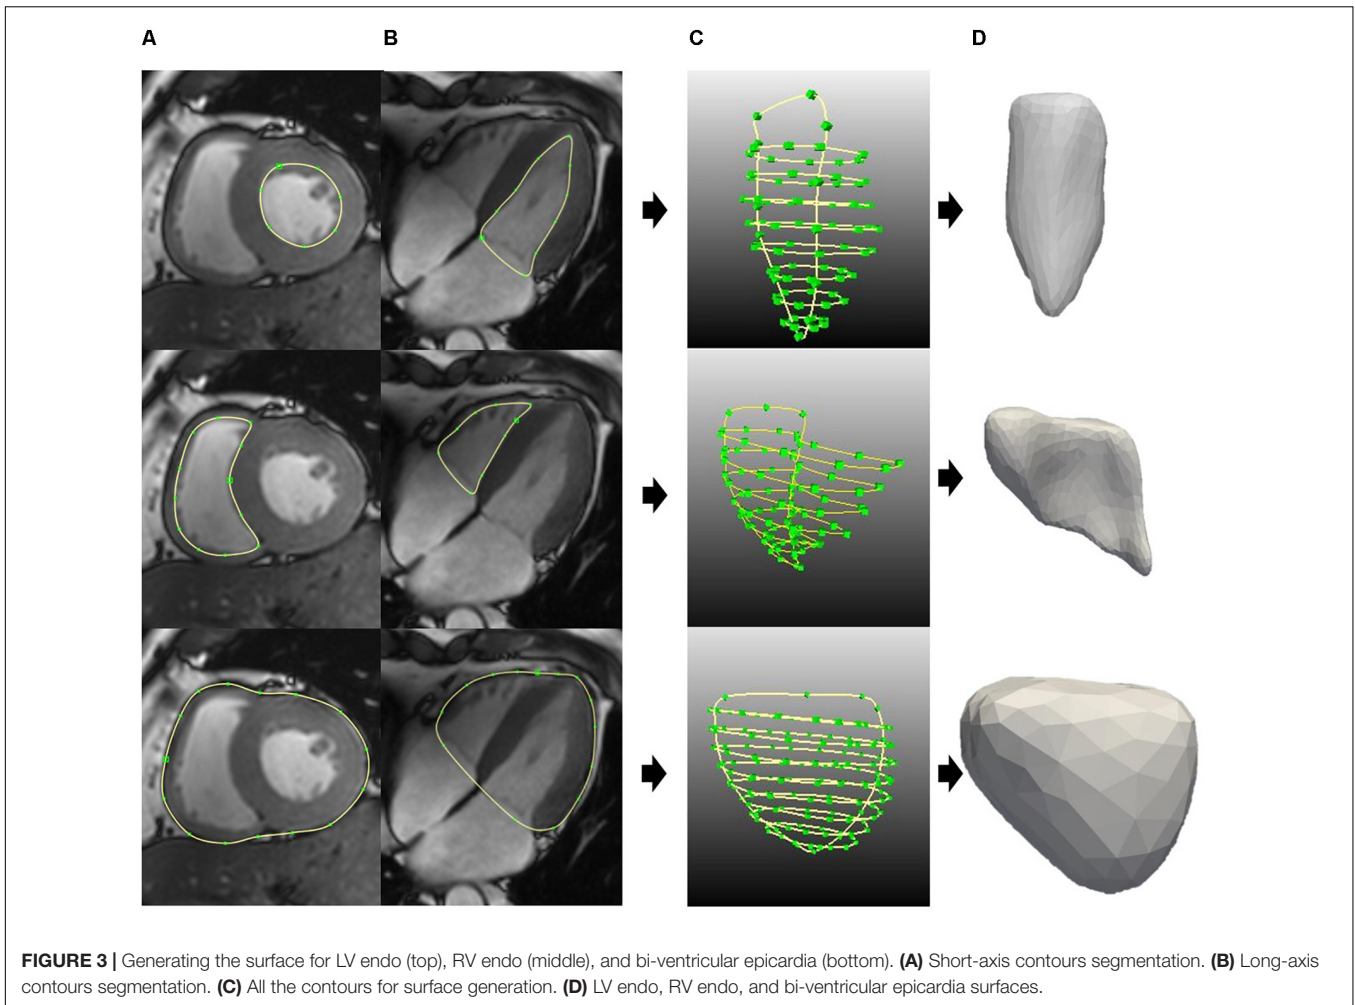 A B C D
FIGURE 3 | Generating the surface for LV endo (top), RV endo (middle), and bi-ventricular epicardia (bottom). (A) Short-axis contours segmentation. (B) Long-axis
contours segmentation. (C) All the contours for surface generation. (D) LV endo, RV endo, and bi-ventricular epicardia surfaces.